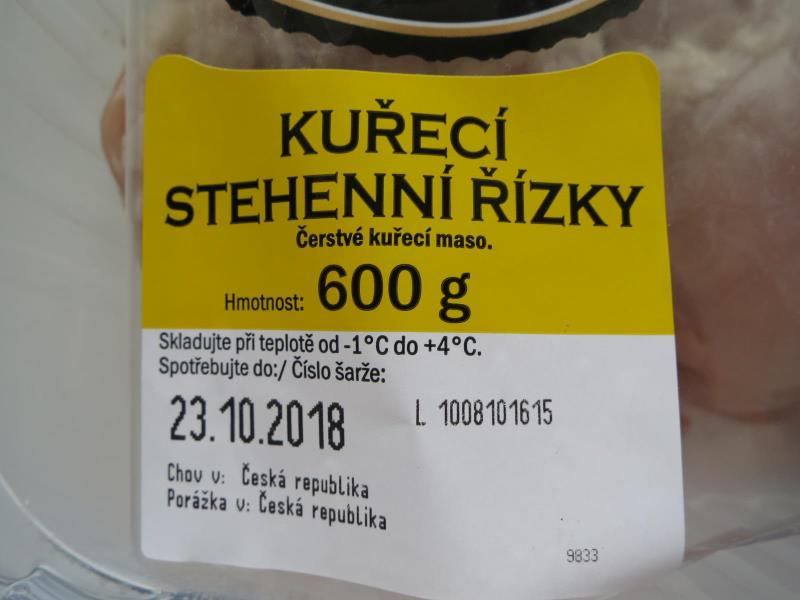 KUŘECÍ
STEHENNÍ ŘÍZKY
Čerstvé kuřecí maso.
Hmotnost: 600 g
Skladujte při teplotě od -1°C do +4°C.
Spotřebujte do:/ Číslo šarže:
23.10.2018 L 1008101615
Chov v: Česká republika
Porážka v: Česká republika
9833